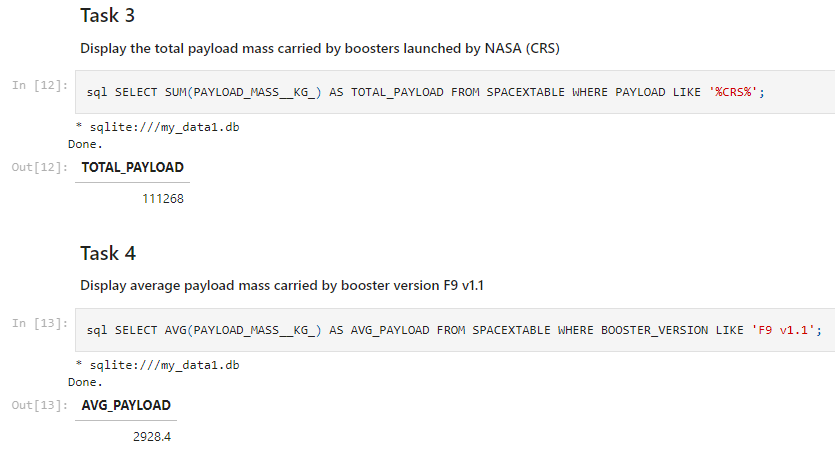 Task 3
Display the total payload mass carried by boosters launched by NASA (CRS)
In [12]: sql SELECT SUM(PAYLOAD_MASS__KG_) AS TOTAL_PAYLOAD FROM SPACEXTABLE WHERE PAYLOAD LIKE '%CRS%';
* sqlite:///my_data1.db
Done.
Out[12]: TOTAL_PAYLOAD
111268
Task 4
Display average payload mass carried by booster version F9 v1.1
In [13]: sql SELECT AVG(PAYLOAD_MASS__KG_) AS AVG_PAYLOAD FROM SPACEXTABLE WHERE BOOSTER_VERSION LIKE 'F9 v1.1';
* sqlite:///my_data1.db
Done.
Out[13]: AVG_PAYLOAD
2928.4